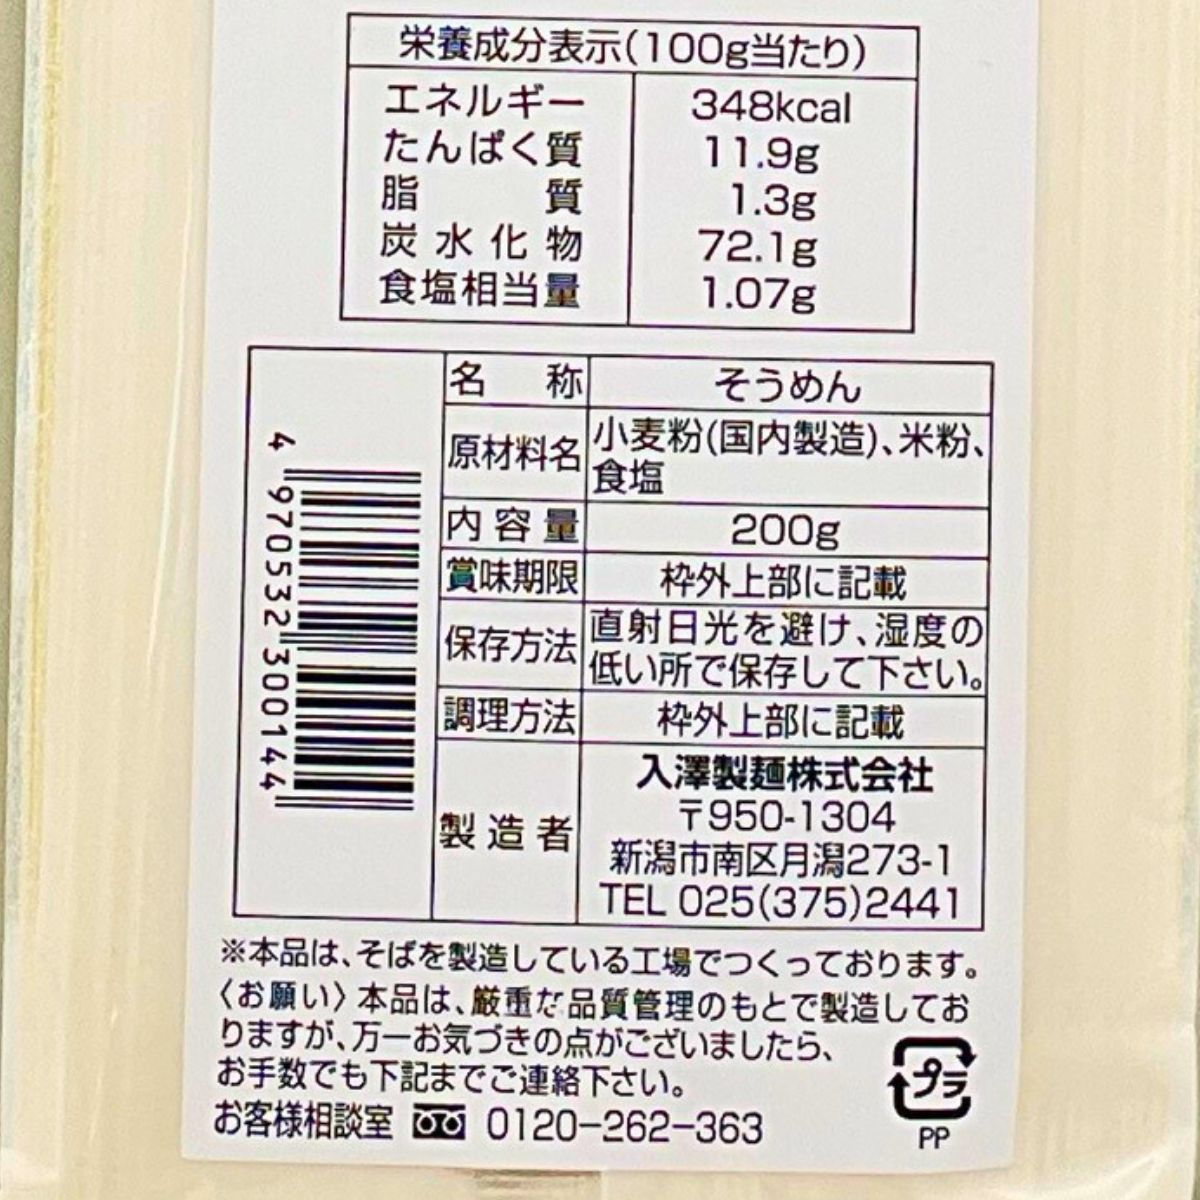 栄養成分表示(100g当たり)
エネルギー 348kcal
たんぱく質 11.9g
脂質 1.3g
炭水化物 72.1g
食塩相当量 1.07g
4 970532 300144
名称 そうめん
原材料名 小麦粉(国内製造)、米粉、
食塩
内容量 200g
賞味期限 枠外上部に記載
保存方法 直射日光を避け、湿度の
低い所で保存して下さい。
調理方法 枠外上部に記載
製造者 入澤製麺株式会社
〒950-1304
新潟市南区月潟273-1
TEL 025(375)2441
※本品は、そばを製造している工場でつくっております。
〈お願い〉本品は、厳重な品質管理のもとで製造してお
りますが、万一お気づきの点がございましたら、
お手数でも下記までご連絡下さい。
お客様相談室 0120-262-363
プラ
PP